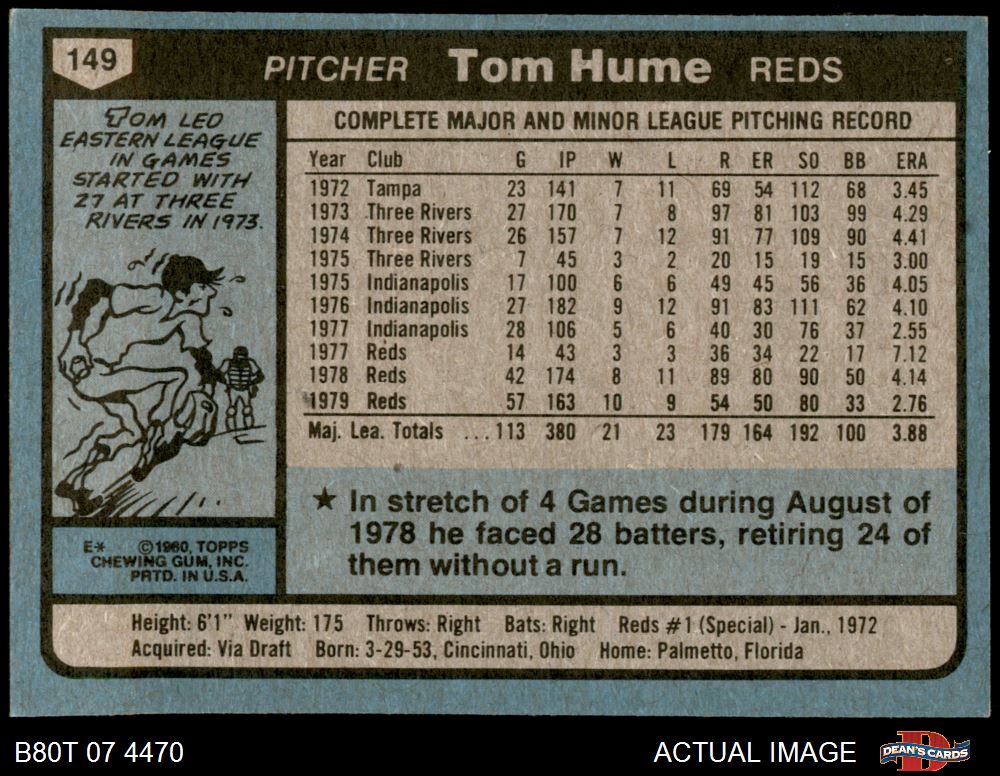 149
PITCHER Tom Hume REDS
TOM LED
EASTERN LEAGUE
IN GAMES
STARTED WITH
27 AT THREE
RIVERS IN 1973.
COMPLETE MAJOR AND MINOR LEAGUE PITCHING RECORD
Year Club G IP W L R ER SO BB ERA
1972 Tampa 23 141 7 11 69 54 112 68 3.45
1973 Three Rivers 27 170 7 8 97 81 103 99 4.29
1974 Three Rivers 26 157 7 12 91 77 109 90 4.41
1975 Three Rivers 7 45 3 2 20 15 19 15 3.00
1975 Indianapolis 17 100 6 6 49 45 56 36 4.05
1976 Indianapolis 27 182 9 12 91 83 111 62 4.10
1977 Indianapolis 28 106 5 6 40 30 76 37 2.55
1977 Reds 14 43 3 3 36 34 22 17 7.12
1978 Reds 42 174 8 11 89 80 90 50 4.14
1979 Reds 57 163 10 9 54 50 80 33 2.76
Maj. Lea. Totals ...113 380 21 23 179 164 192 100 3.88
★ In stretch of 4 Games during August of
1978 he faced 28 batters, retiring 24 of
them without a run.
E* ©1980, TOPPS
CHEWING GUM, INC.
PRTD. IN U.S.A.
Height: 6'1" Weight: 175 Throws: Right Bats: Right Reds #1 (Special) - Jan., 1972
Acquired: Via Draft Born: 3-29-53, Cincinnati, Ohio Home: Palmetto, Florida
B80T 07 4470 ACTUAL IMAGE DEAN'S CARDS